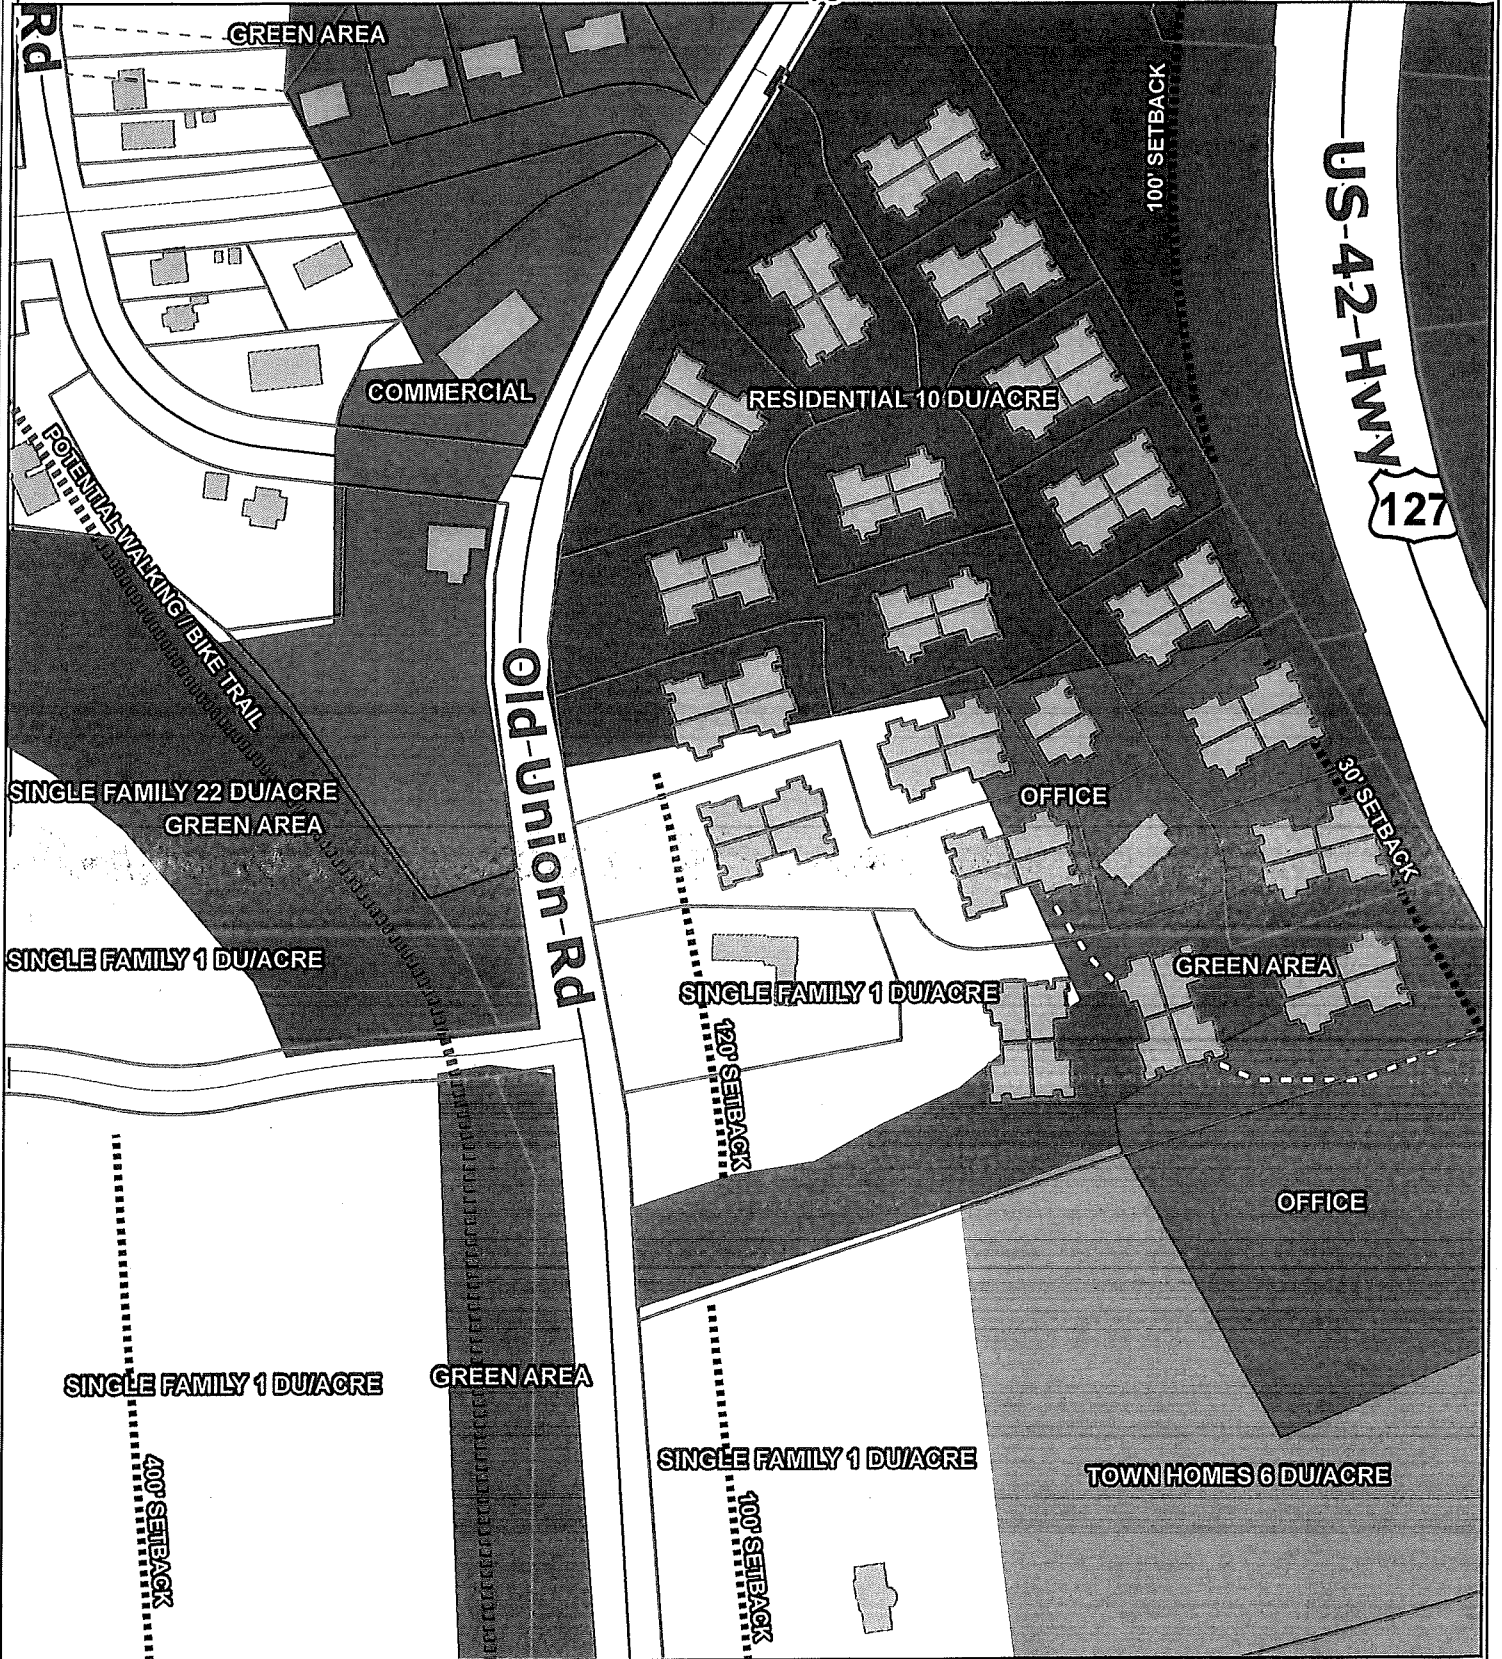 Rd
GREEN AREA
100' SETBACK
US-42-Hwy
127
COMMERCIAL
RESIDENTIAL 10 DU/ACRE
POTENTIAL WALKING / BIKE TRAIL
Old-Union-Rd
SINGLE FAMILY 22 DU/ACRE
GREEN AREA
OFFICE
30' SETBACK
SINGLE FAMILY 1 DU/ACRE
GREEN AREA
SINGLE FAMILY 1 DU/ACRE
120' SETBACK
OFFICE
SINGLE FAMILY 1 DU/ACRE
GREEN AREA
SINGLE FAMILY 1 DU/ACRE
TOWN HOMES 6 DU/ACRE
400' SETBACK
100' SETBACK